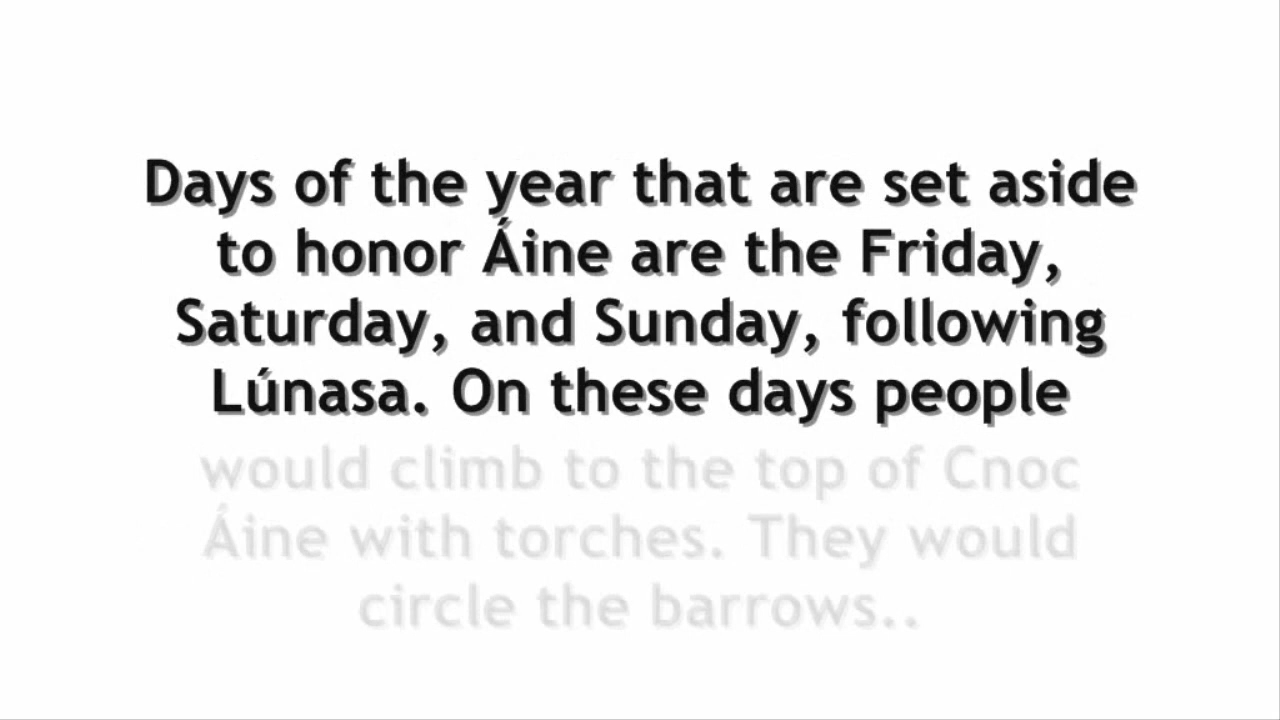 Days of the year that are set aside
to honor Áine are the Friday,
Saturday, and Sunday, following
Lúnasa. On these days people
would climb to the top of Cnoc
Áine with torches. They would
circle the barrows..